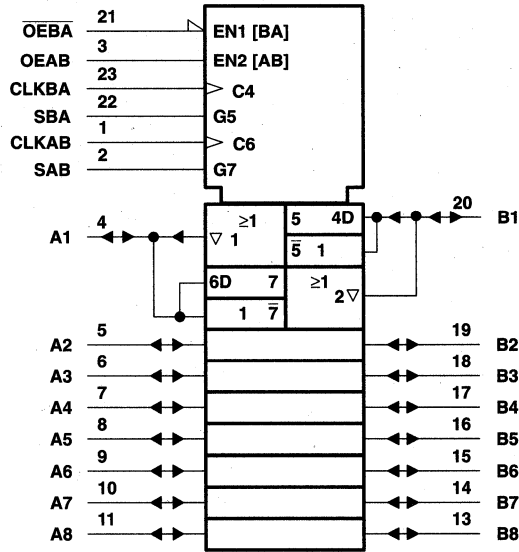 O̅E̅B̅A̅ 21 EN1 [BA]
OEAB 3 EN2 [AB]
CLKBA 23 C4
SBA 22 G5
CLKAB 1 C6
SAB 2 G7
A1 4 ≥1 5 4D 20 B1
▽ 1 5̅ 1
6D 7 ≥1
1 7̅ 2▽
A2 5 19 B2
A3 6 18 B3
A4 7 17 B4
A5 8 16 B5
A6 9 15 B6
A7 10 14 B7
A8 11 13 B8